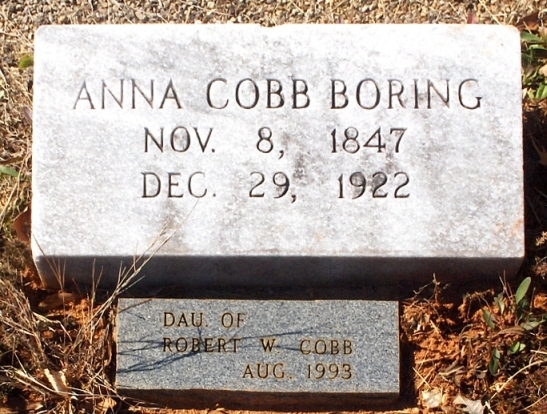 ANNA COBB BORING
NOV. 8, 1847
DEC. 29, 1922
DAU. OF
ROBERT W. COBB
AUG. 1993